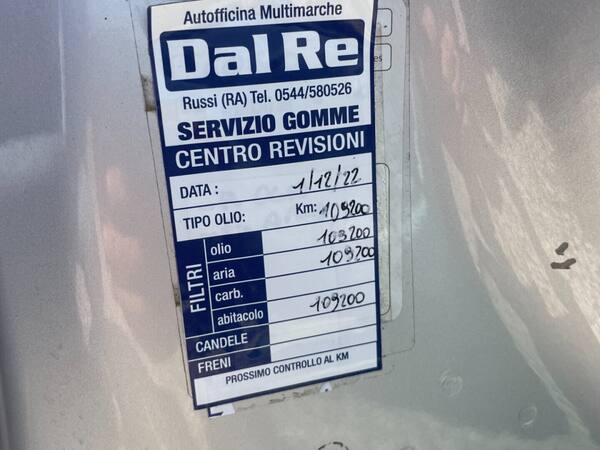 Autofficina Multimarche
Dal Re
Russi (RA) Tel. 0544/580526
SERVIZIO GOMME
CENTRO REVISIONI
DATA : 1/12/22
TIPO OLIO: Km: 109200
FILTRI
olio 109200
aria 109200
carb.
abitacolo 109200
CANDELE
FRENI
PROSSIMO CONTROLLO AL KM